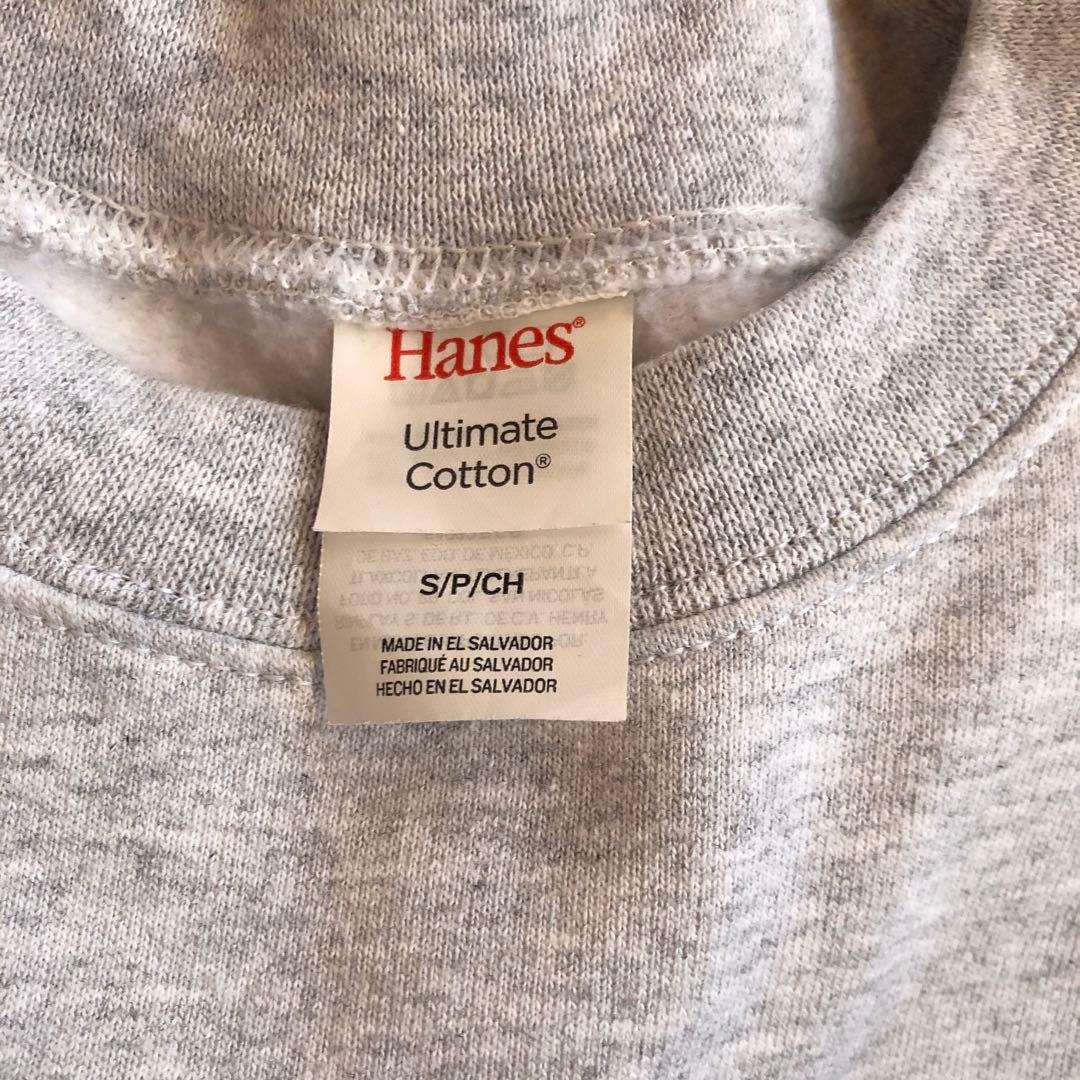 Hanes®
Ultimate
Cotton®
S/P/CH
MADE IN EL SALVADOR
FABRIQUÉ AU SALVADOR
HECHO EN EL SALVADOR